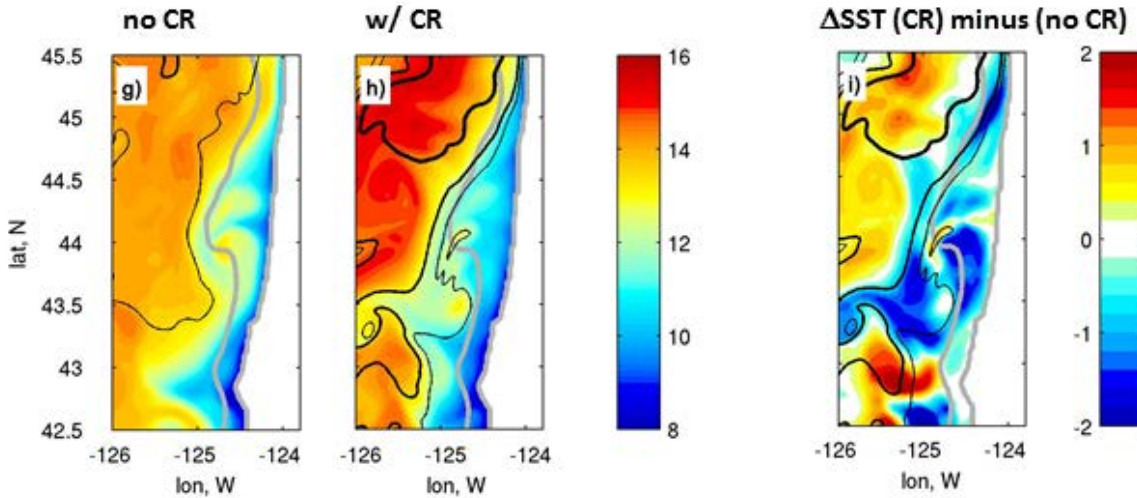 no CR
w/ CR
ΔSST (CR) minus (no CR)
g)
h)
i)
45.5
45
44.5
44
43.5
43
42.5
lat, N
-126
-125
-124
lon, W
-126
-125
-124
lon, W
16
14
12
10
8
-126
-125
-124
lon, W
2
1
0
-1
-2